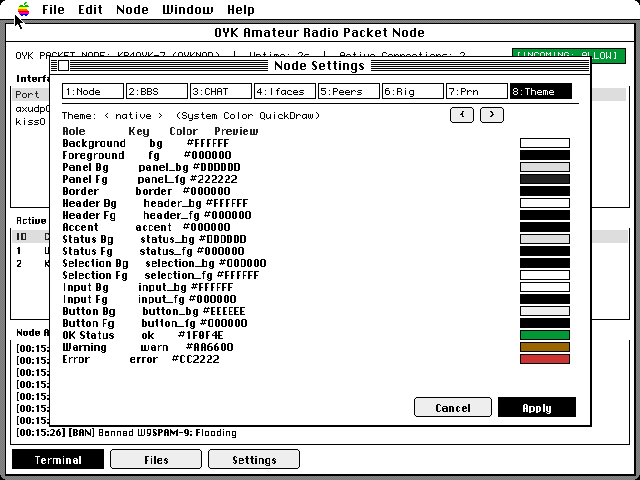 File Edit Node Window Help
OYK Amateur Radio Packet Node
OYK PACKET NODE: KP4OYK-7 (OYKNOD) | Uptime: 2s | Active Connections: 2 [INCOMING: ALLOW]
Node Settings
Interfa
Port
axudp0
kiss0
1:Node 2:BBS 3:CHAT 4:Ifaces 5:Peers 6:Rig 7:Prn 8:Theme
Theme: < native > (System Color QuickDraw) < >
Role Key Color Preview
Background bg #FFFFFF
Foreground fg #000000
Panel Bg panel_bg #DDDDDD
Panel Fg panel_fg #222222
Border border #000000
Header Bg header_bg #FFFFFF
Header Fg header_fg #000000
Accent accent #000000
Status Bg status_bg #DDDDDD
Status Fg status_fg #000000
Selection Bg selection_bg #000000
Selection Fg selection_fg #FFFFFF
Input Bg input_bg #FFFFFF
Input Fg input_fg #000000
Button Bg button_bg #EEEEEE
Button Fg button_fg #000000
OK Status ok #1F8F4E
Warning warn #AA6600
Error error #CC2222
Active
ID C
1
2 K
Node A
[00:15:
[00:15:
[00:15:
[00:15:
[00:15:
[00:15:
[00:15:26] [BAN] Banned W9SPAM-9: Flooding
Cancel Apply
Terminal Files Settings